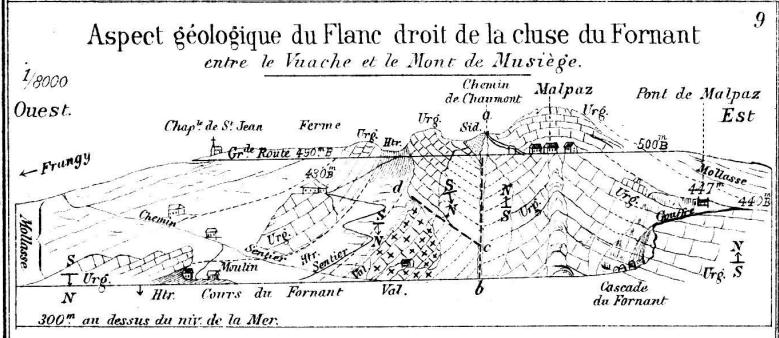 9
Aspect géologique du Flanc droit de la cluse du Fornant
entre le Vuache et le Mont de Musiège.
1/8000
Ouest.
Chemin
de Chaumont
Malpaz
Pont de Malpaz
Est
Chaple de St Jean
Ferme
Urg.
Htr.
Urg.
Sid.
a
Urg.
← Frangy
Grde Route 490m B
500m B
Mollasse
430m B
447m
440m B
d
S
N
N
S
Urg.
Gouffre
Mollasse
Chemin
Urg.
Sentier
Htr.
Sentier
S
N
Val.
c
N
S
Urg.
S
N
Urg.
Moulin
Htr.
Cours du Fornant
Val.
b
Cascade
du Fornant
300m au dessus du niv. de la Mer.